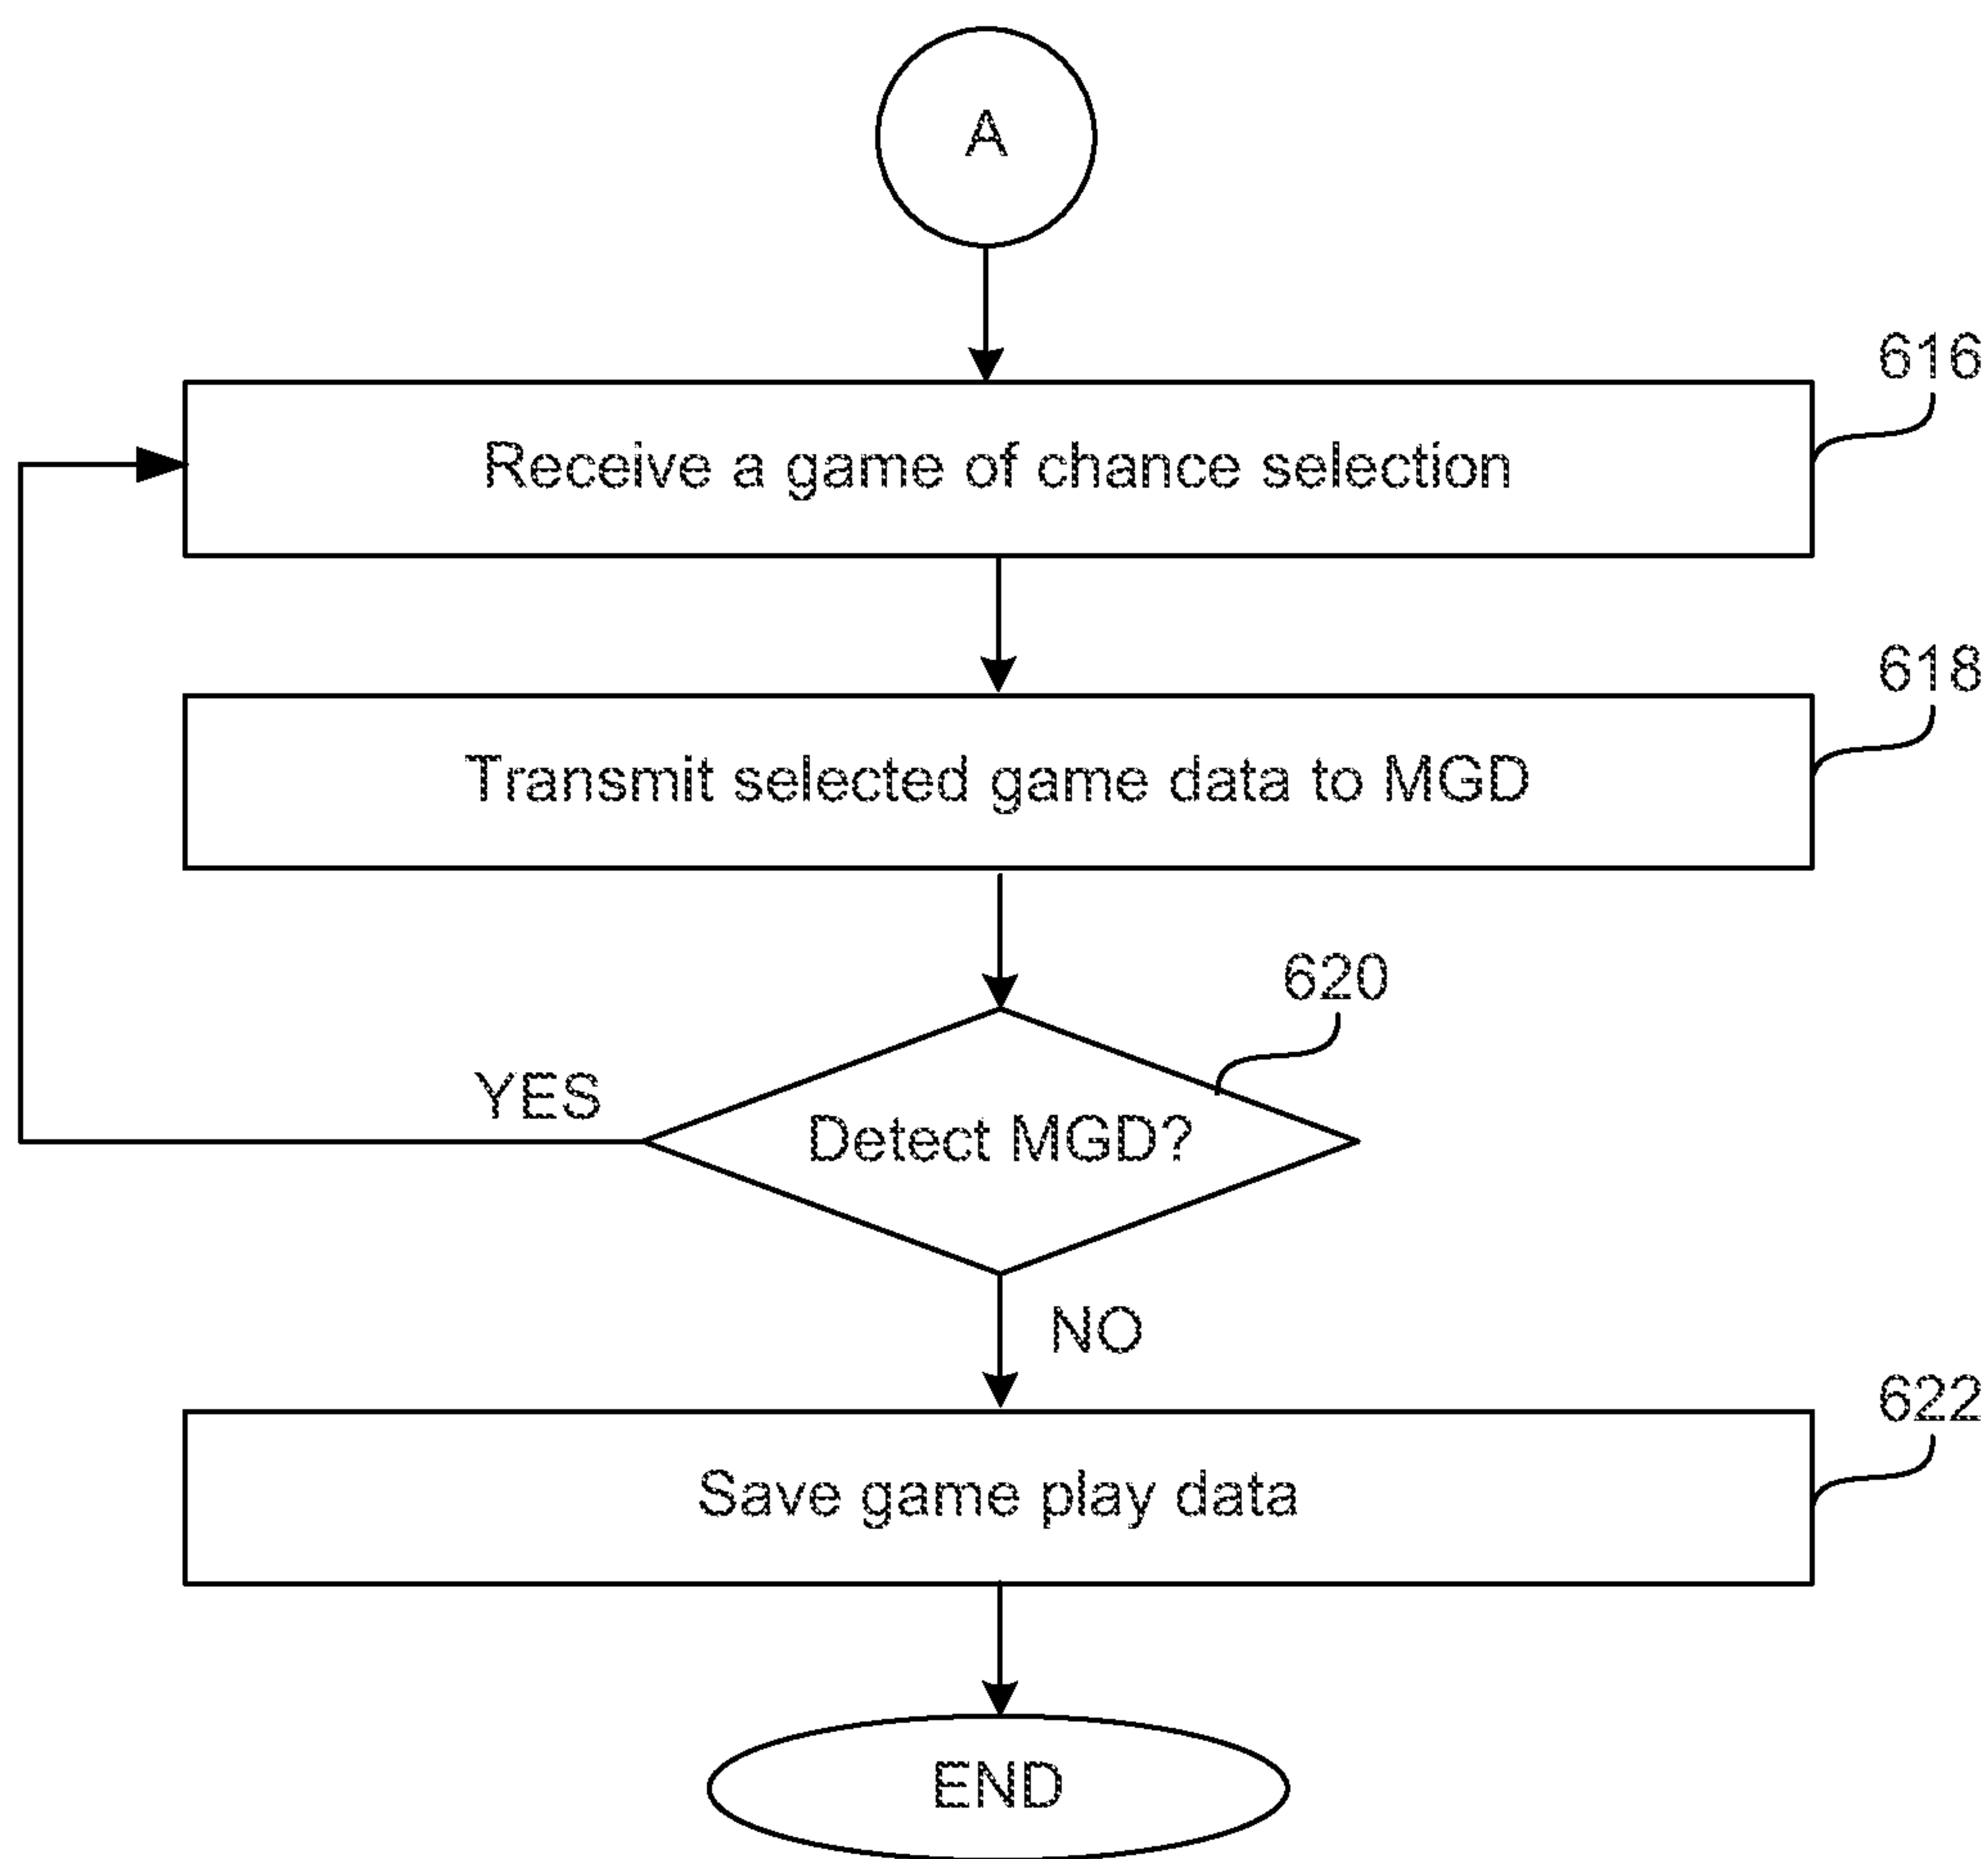 A
616
Receive a game of chance selection
618
Transmit selected game data to MGD
620
YES
Detect MGD?
NO
622
Save game play data
END